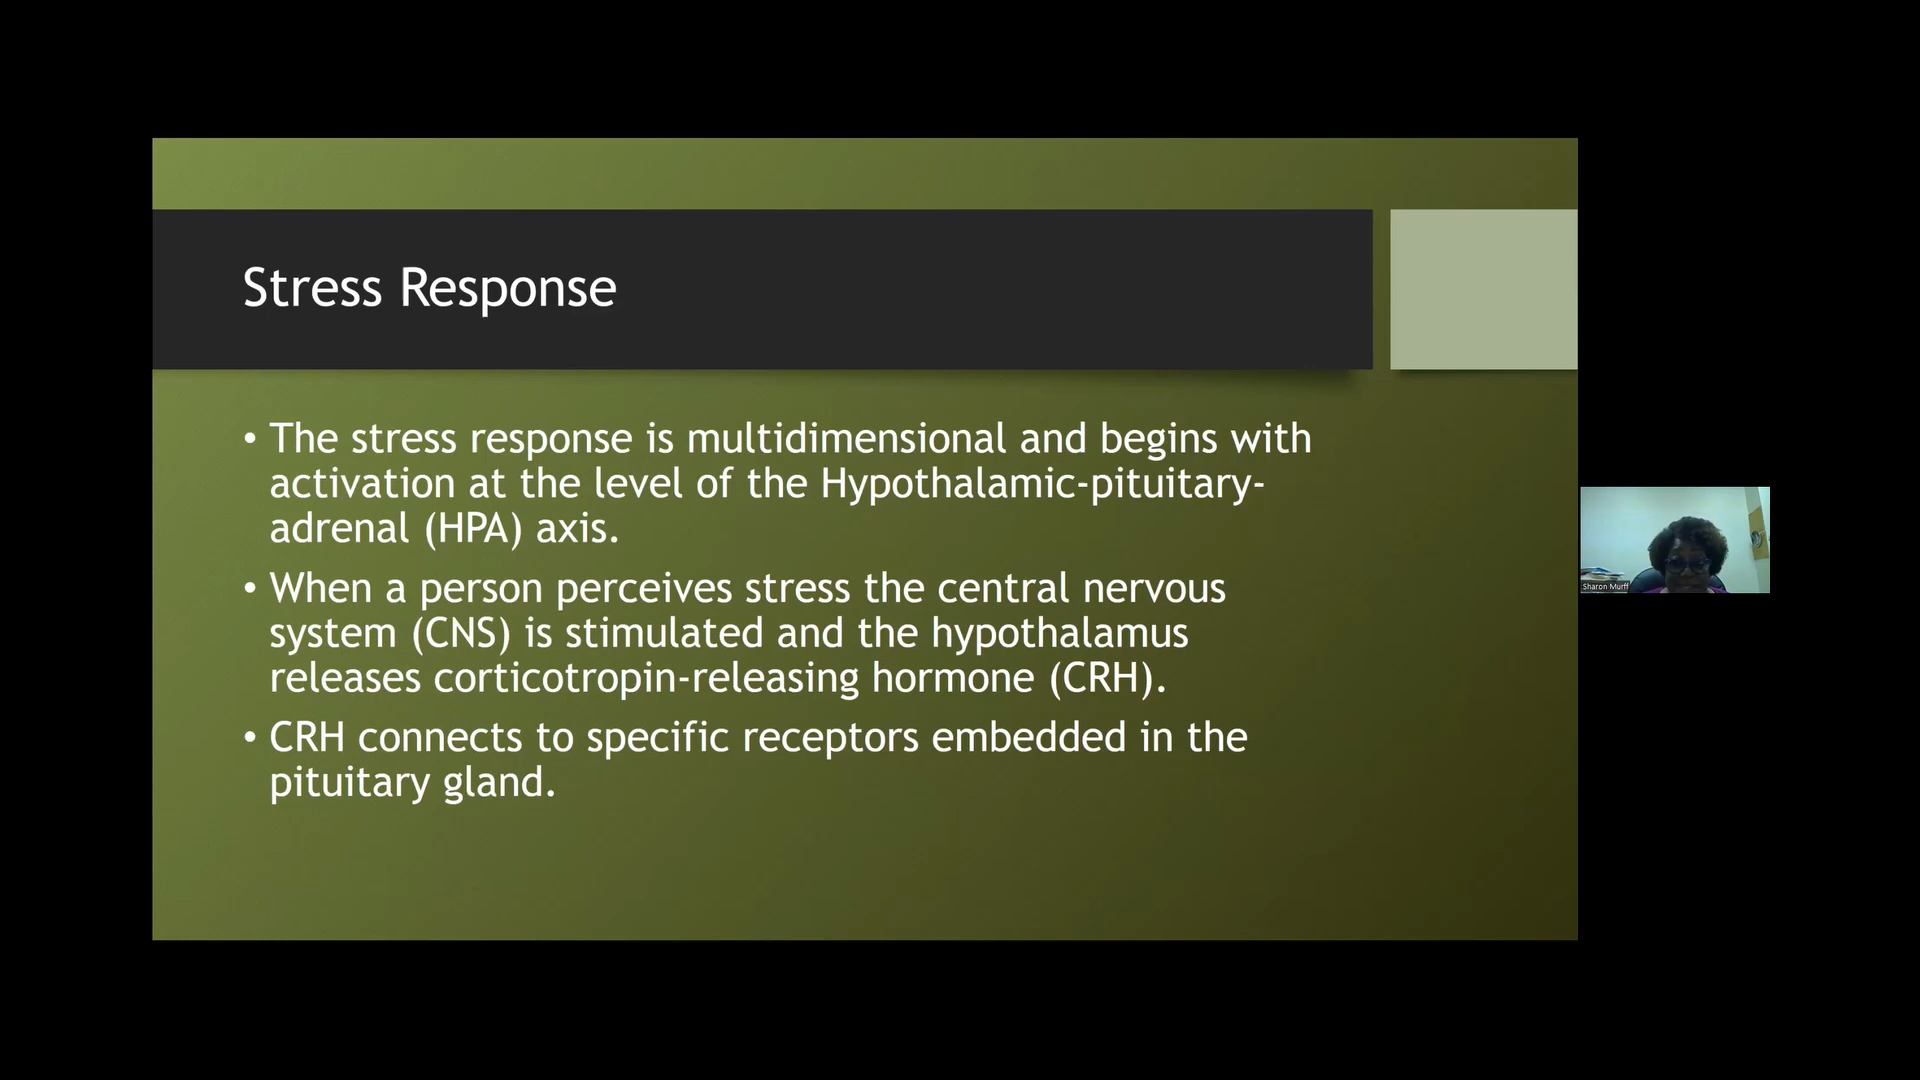 Stress Response
• The stress response is multidimensional and begins with
activation at the level of the Hypothalamic-pituitary-
adrenal (HPA) axis.
• When a person perceives stress the central nervous
system (CNS) is stimulated and the hypothalamus
releases corticotropin-releasing hormone (CRH).
• CRH connects to specific receptors embedded in the
pituitary gland.
Sharon Murff